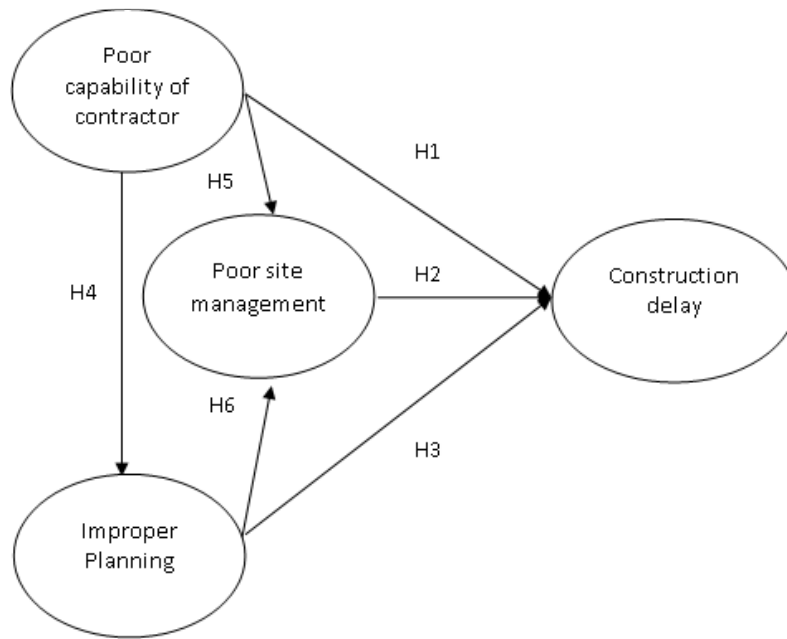 Poor
capability of
contractor
H1
H5
Poor site
management
H2
Construction
delay
H4
H6
H3
Improper
Planning